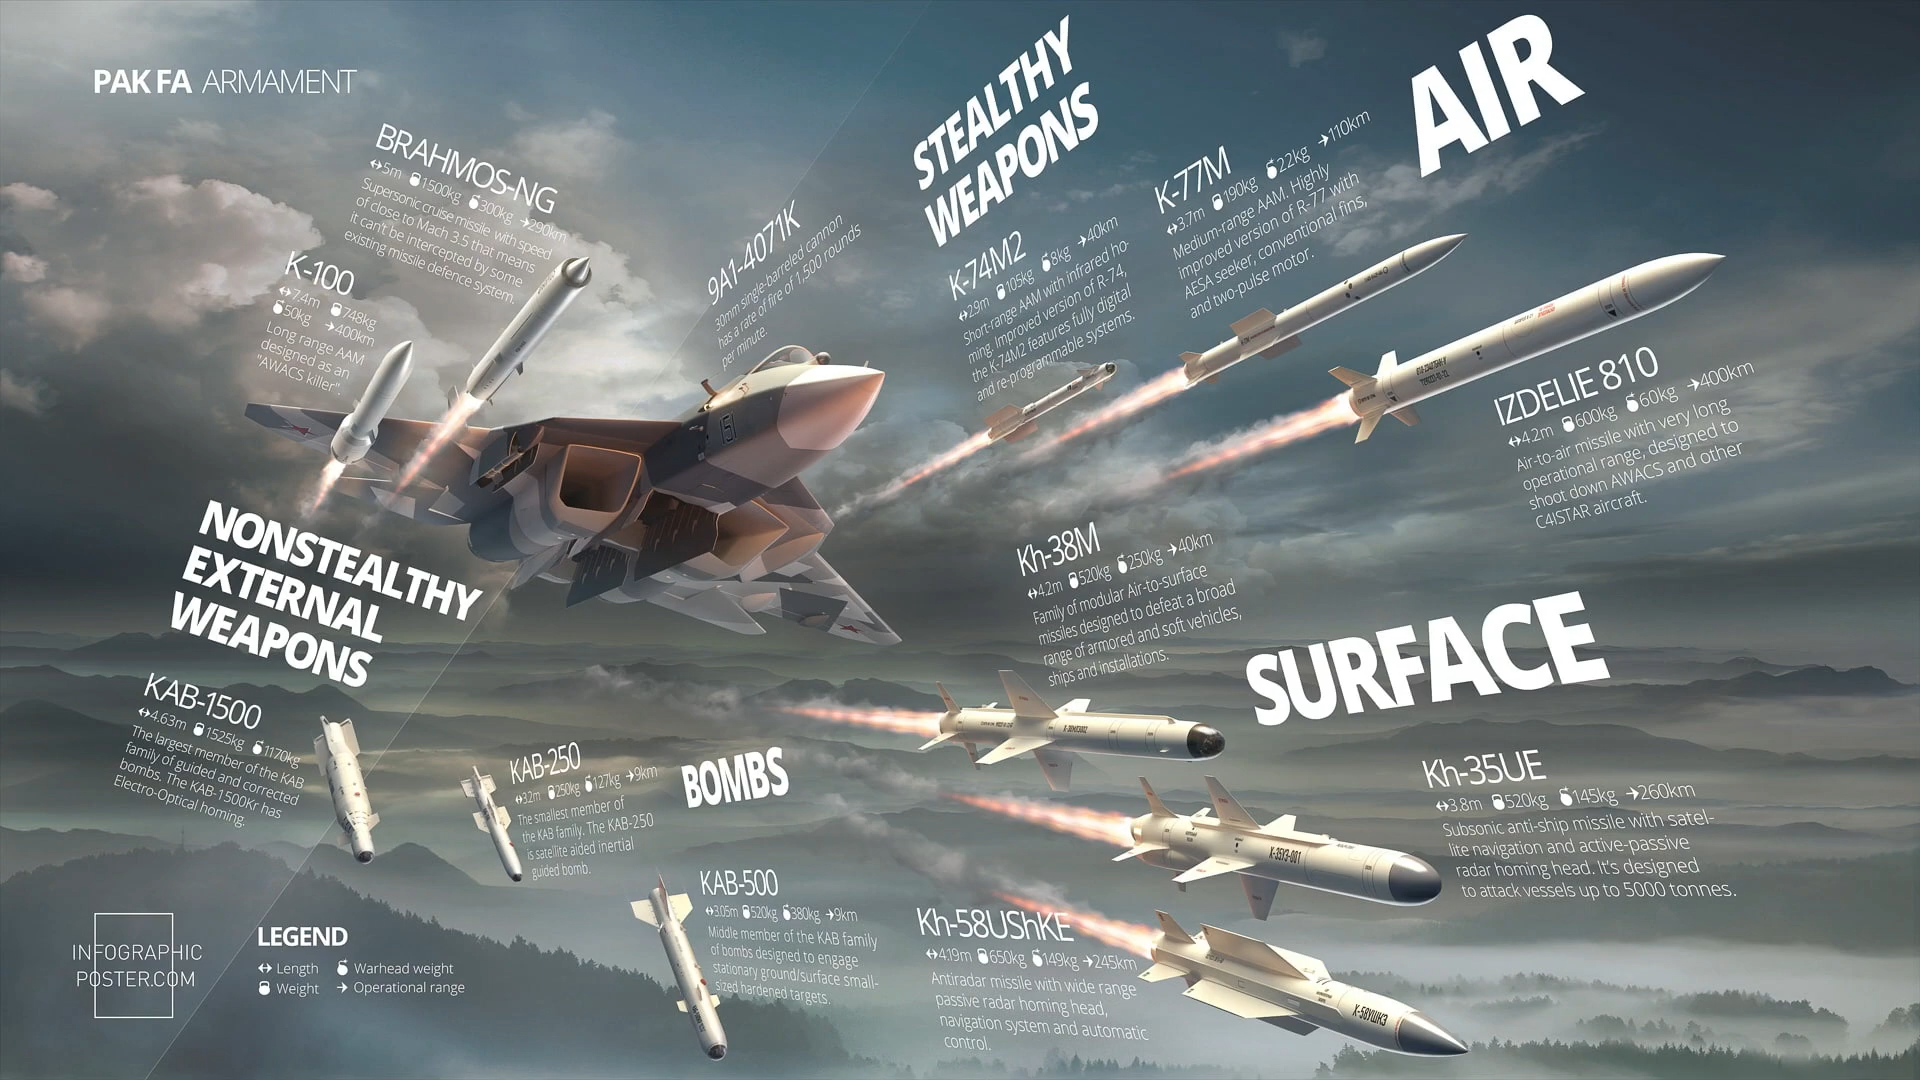 PAK FA ARMAMENT
BRAHMOS-NG
5m 1500kg 300kg 290km
Supersonic cruise missile with speed
of close to Mach 3.5 that means
it can't be intercepted by some
existing missile defence system.
K-100
7.4m 748kg
50kg 400km
Long range AAM
designed as an
"AWACS killer".
9A1-4071K
30mm single-barreled cannon
has a rate of fire of 1,500 rounds
per minute.
151
STEALTHY
WEAPONS
K-74M2
2.9m 105kg 8kg 40km
Short-range AAM with infrared ho-
ming. Improved version of R-74,
the K-74M2 features fully digital
and re-programmable systems.
K-77M
3.7m 190kg 22kg 110km
Medium-range AAM. Highly
improved version of R-77 with
AESA seeker, conventional fins,
and two-pulse motor.
AIR
IZDELIE 810
4.2m 600kg 60kg 400km
Air-to-air missile with very long
operational range, designed to
shoot down AWACS and other
C4ISTAR aircraft.
NONSTEALTHY
EXTERNAL
WEAPONS
Kh-38M
4.2m 520kg 250kg 40km
Family of modular Air-to-surface
missiles designed to defeat a broad
range of armored and soft vehicles,
ships and installations.
SURFACE
KAB-1500
4.63m 1525kg 1170kg
The largest member of the KAB
family of guided and corrected
bombs. The KAB-1500Kr has
Electro-Optical homing.
KAB-250
3.2m 250kg 127kg 9km
The smallest member of
the KAB family. The KAB-250
is satellite aided inertial
guided bomb.
BOMBS
Kh-35UE
3.8m 520kg 145kg 260km
Subsonic anti-ship missile with satel-
lite navigation and active-passive
radar homing head. It's designed
to attack vessels up to 5000 tonnes.
Х-35УЭ-001
KAB-500
3.05m 520kg 380kg 9km
Middle member of the KAB family
of bombs designed to engage
stationary ground/surface small-
sized hardened targets.
Kh-58UShKE
4.19m 650kg 149kg 245km
Antiradar missile with wide range
passive radar homing head,
navigation system and automatic
control.
Х-58УШКЭ
INFOGRAPHIC
POSTER.COM
LEGEND
Length Warhead weight
Weight Operational range